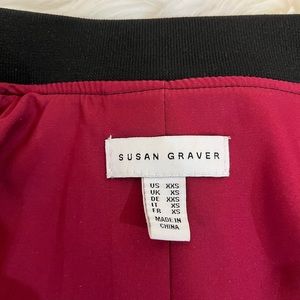 SUSAN GRAVER
US XXS
UK XS
DE XXS
IT XS
FR XS
MADE IN
CHINA